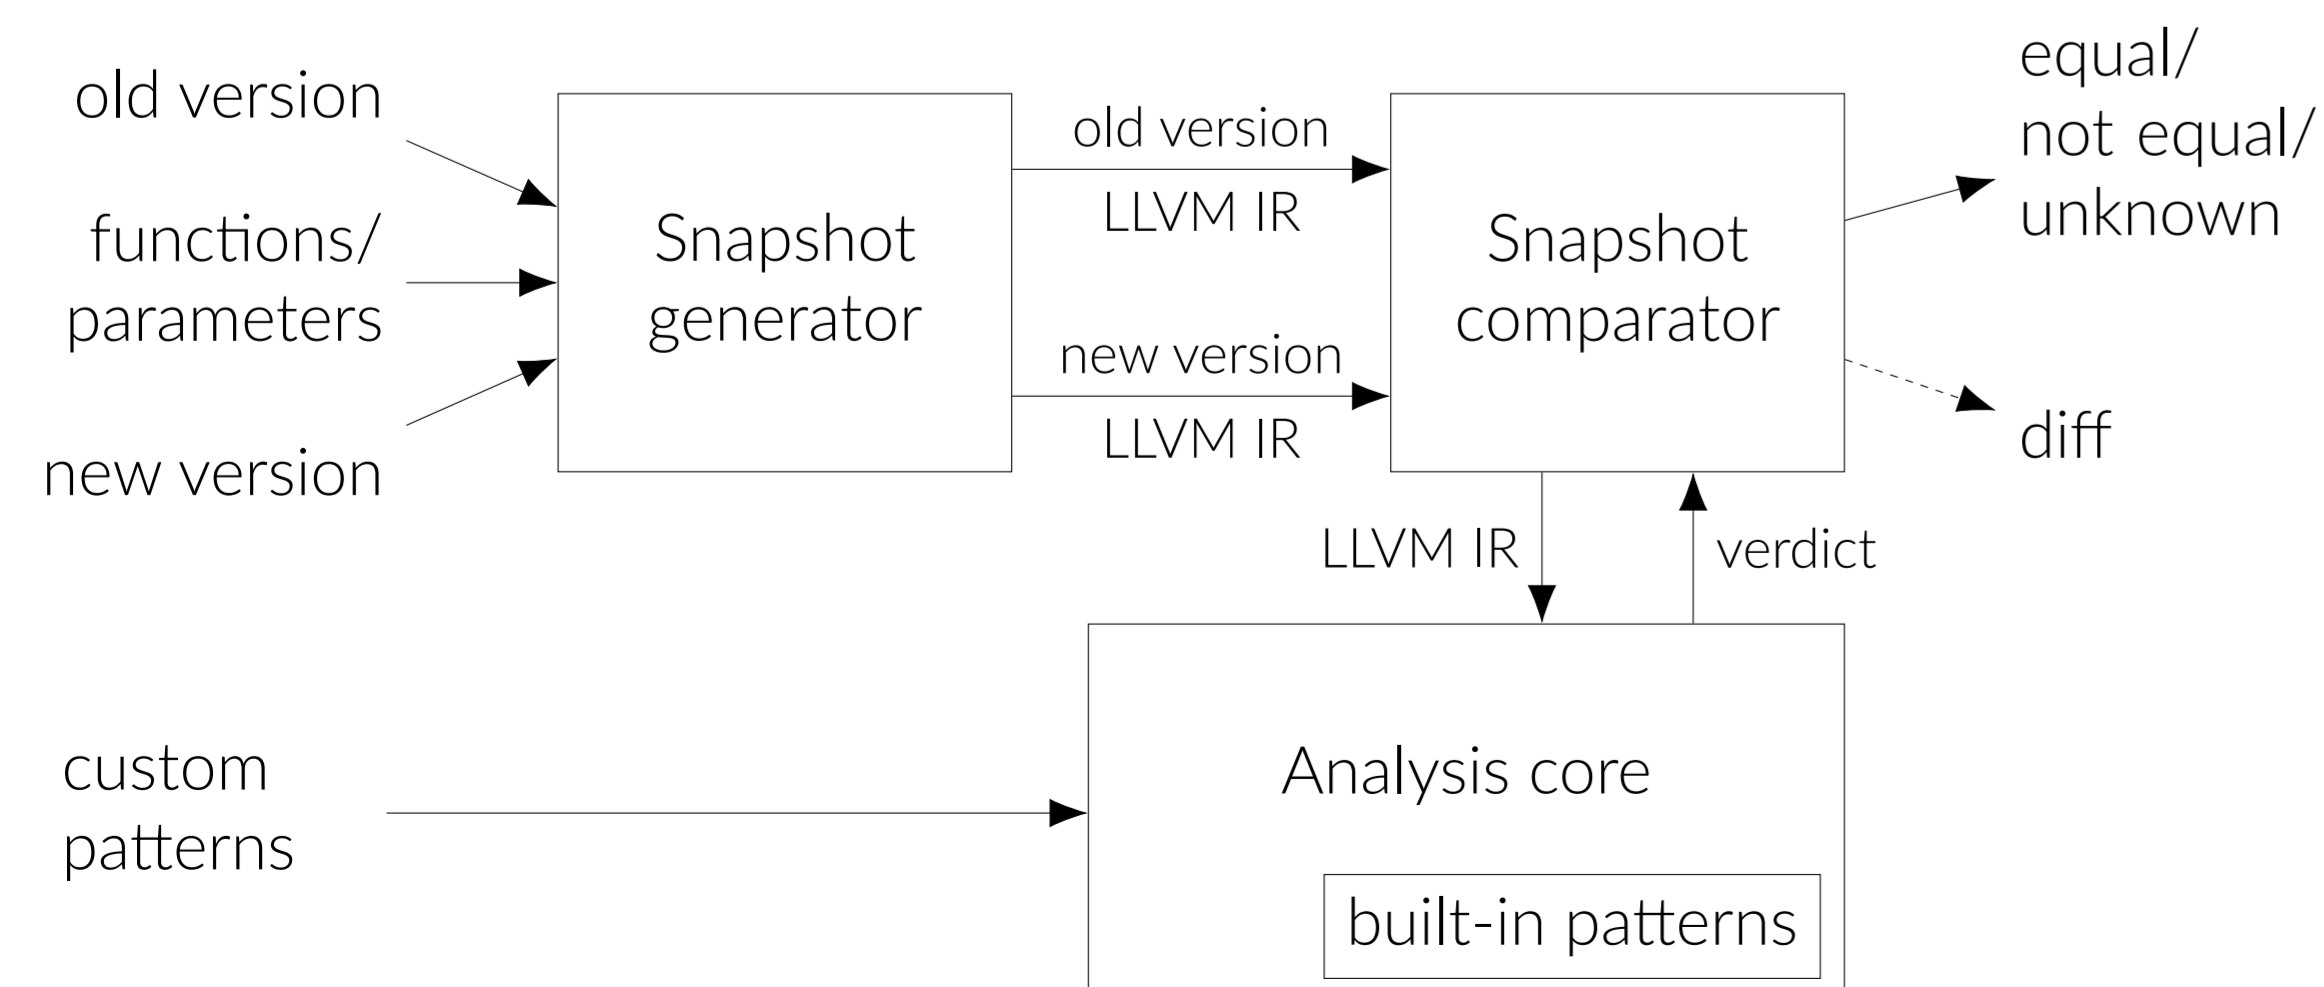 old version
functions/
parameters
new version
Snapshot
generator
old version
LLVM IR
new version
LLVM IR
Snapshot
comparator
equal/
not equal/
unknown
diff
LLVM IR
verdict
custom
patterns
Analysis core
built-in patterns